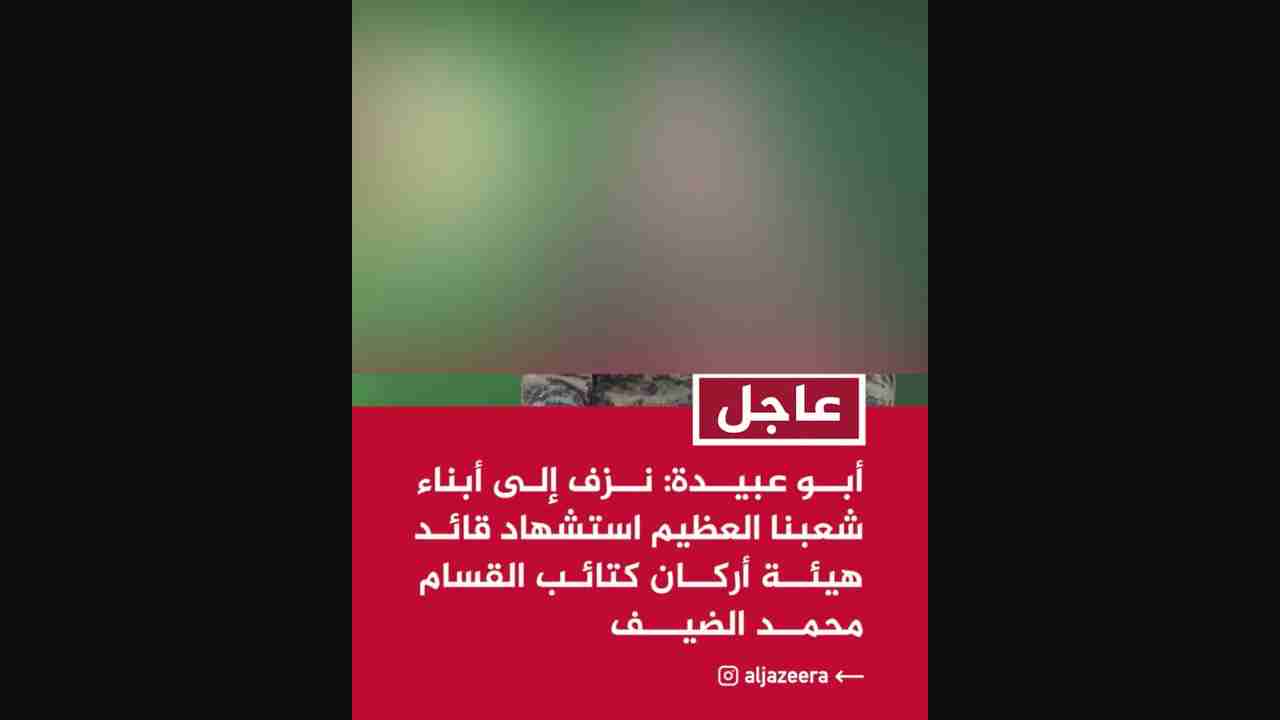 عاجل
أبو عبيدة: نزف إلى أبناء
شعبنا العظيم استشهاد قائد
هيئة أركان كتائب القسام
محمد الضيف
aljazeera